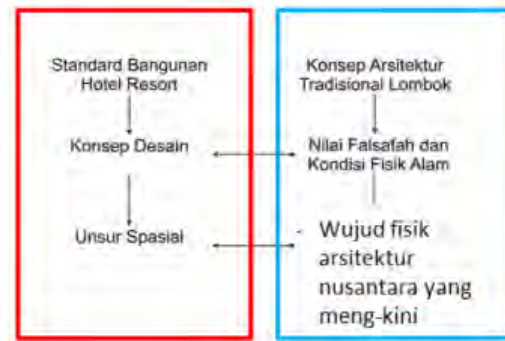 Standard Bangunan
Hotel Resort
Konsep Desain
Unsur Spasial
Konsep Arsitektur
Tradisional Lombok
Nilai Falsafah dan
Kondisi Fisik Alam
- Wujud fisik
arsitektur
nusantara yang
meng-kini